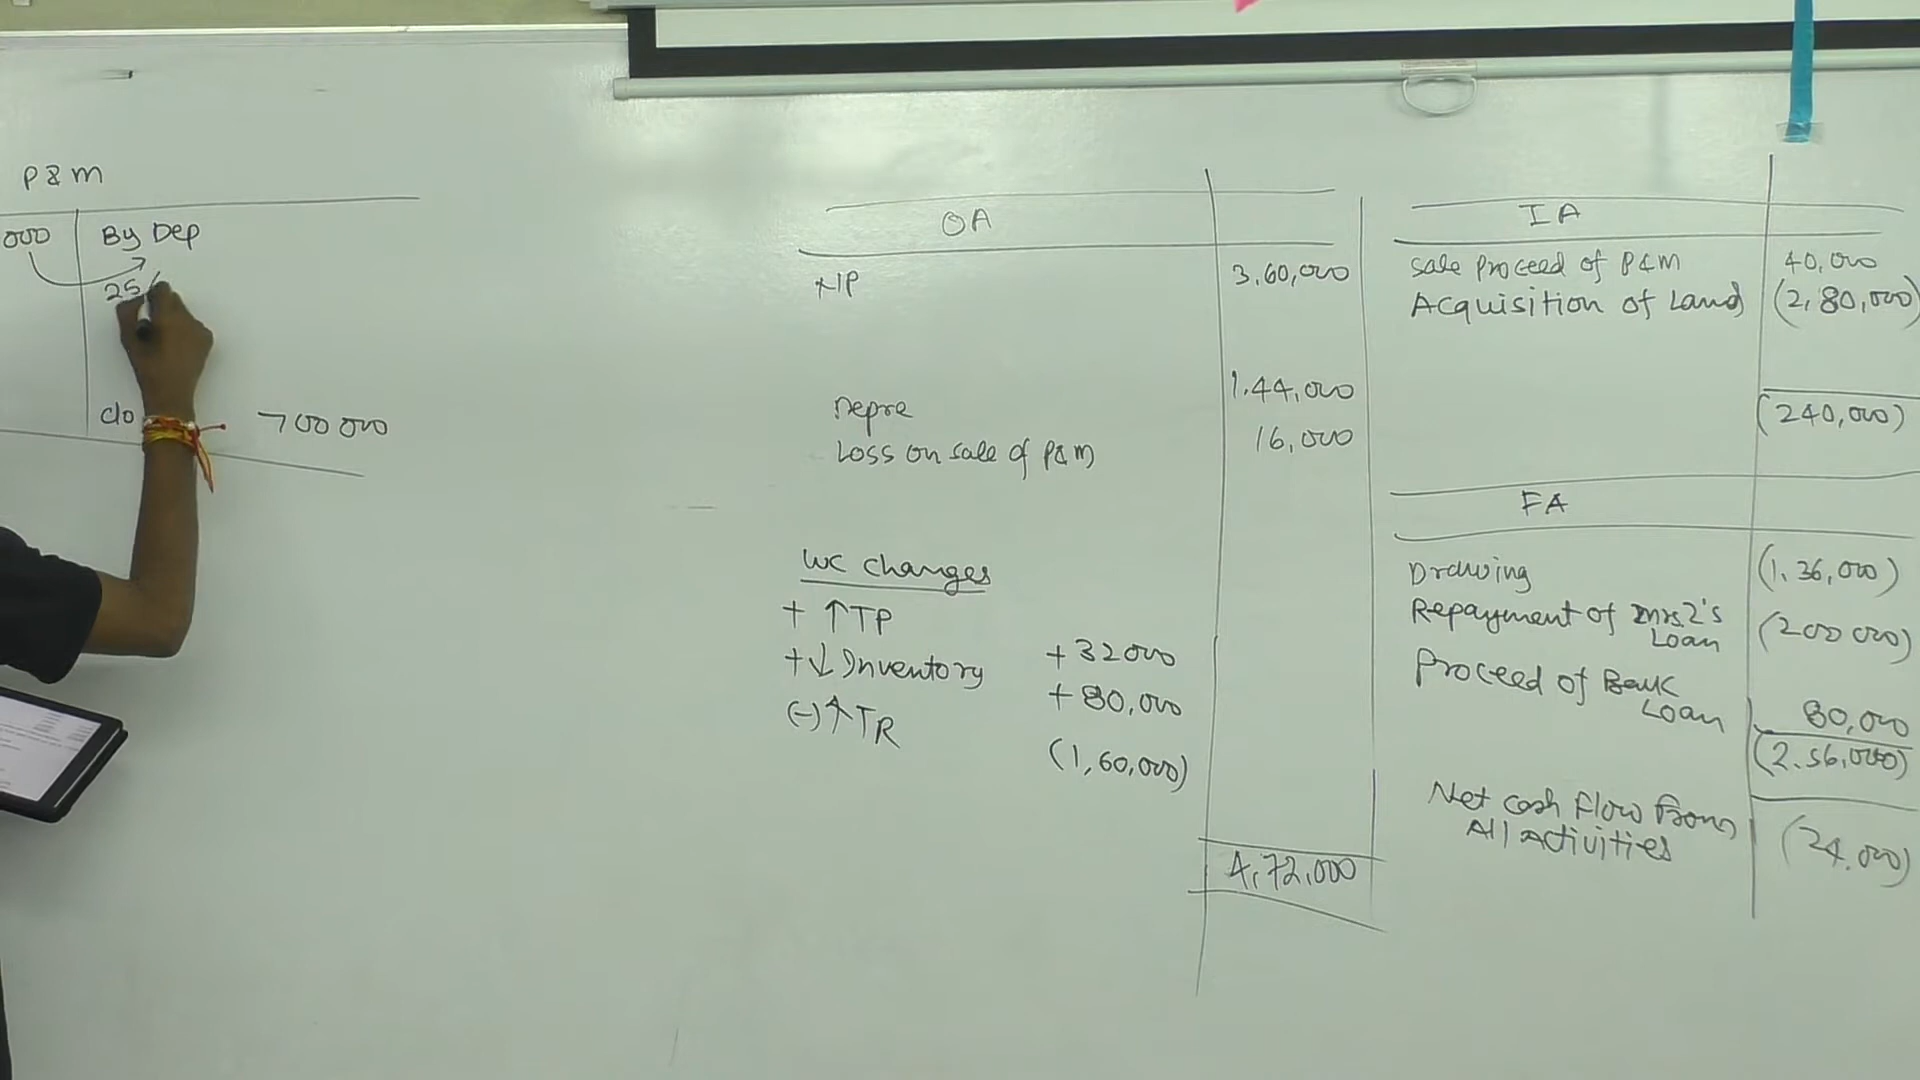 P & M
000 By Dep
25
c/o 700 000
OA
NP 3,60,000
Depre 1,44,000
Loss on sale of P&M 16,000
WC changes
+ ↑ TP +32000
+ ↓ Inventory +80,000
(-) ↑ TR (1,60,000)
4,72,000
IA
Sale proceed of P&M 40,000
Acquisition of Land (2,80,000)
(240,000)
FA
Drawing (1,36,000)
Repayment of Mrs Z's
Loan (200 000)
Proceed of Bank
Loan 80,000
(2,56,000)
Net cash flow from
All Activities (24,000)